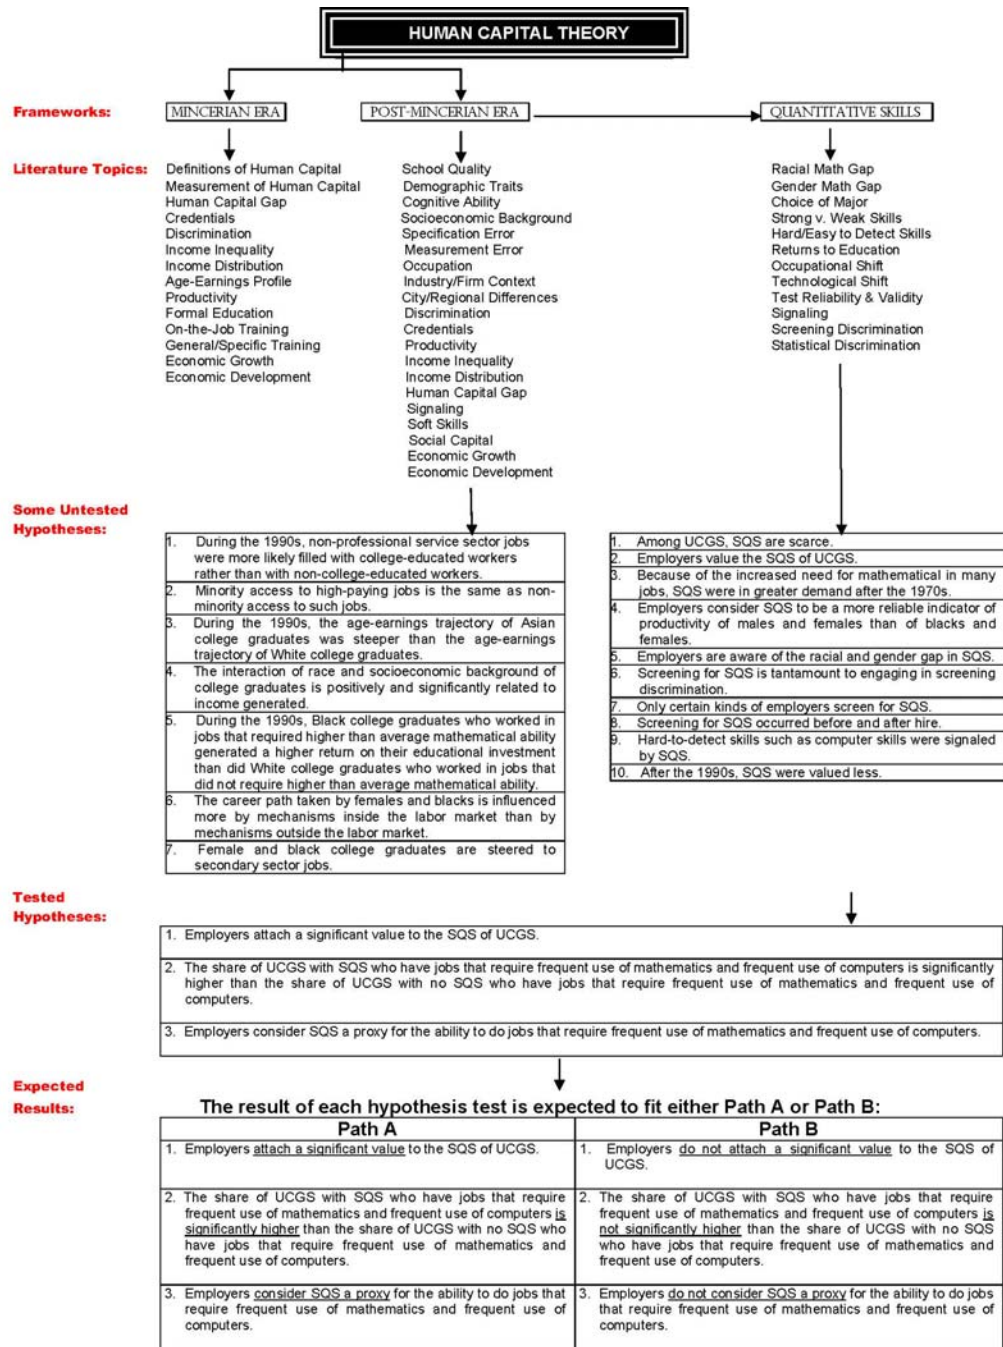 HUMAN CAPITAL THEORY
Frameworks:
MINCERIAN ERA
POST-MINCERIAN ERA
QUANTITATIVE SKILLS
Literature Topics:
Definitions of Human Capital
Measurement of Human Capital
Human Capital Gap
Credentials
Discrimination
Income Inequality
Income Distribution
Age-Earnings Profile
Productivity
Formal Education
On-the-Job Training
General/Specific Training
Economic Growth
Economic Development
School Quality
Demographic Traits
Cognitive Ability
Socioeconomic Background
Specification Error
Measurement Error
Occupation
Industry/Firm Context
City/Regional Differences
Discrimination
Credentials
Productivity
Income Inequality
Income Distribution
Human Capital Gap
Signaling
Soft Skills
Social Capital
Economic Growth
Economic Development
Racial Math Gap
Gender Math Gap
Choice of Major
Strong v. Weak Skills
Hard/Easy to Detect Skills
Returns to Education
Occupational Shift
Technological Shift
Test Reliability & Validity
Signaling
Screening Discrimination
Statistical Discrimination
Some Untested
Hypotheses:
1. During the 1990s, non-professional service sector jobs
were more likely filled with college-educated workers
rather than with non-college-educated workers.
2. Minority access to high-paying jobs is the same as non-
minority access to such jobs.
3. During the 1990s, the age-earnings trajectory of Asian
college graduates was steeper than the age-earnings
trajectory of White college graduates.
4. The interaction of race and socioeconomic background of
college graduates is positively and significantly related to
income generated.
5. During the 1990s, Black college graduates who worked in
jobs that required higher than average mathematical ability
generated a higher return on their educational investment
than did White college graduates who worked in jobs that
did not require higher than average mathematical ability.
6. The career path taken by females and blacks is influenced
more by mechanisms inside the labor market than by
mechanisms outside the labor market.
7. Female and black college graduates are steered to
secondary sector jobs.
1. Among UCGS, SQS are scarce.
2. Employers value the SQS of UCGS.
3. Because of the increased need for mathematical in many
jobs, SQS were in greater demand after the 1970s.
4. Employers consider SQS to be a more reliable indicator of
productivity of males and females than of blacks and
females.
5. Employers are aware of the racial and gender gap in SQS.
6. Screening for SQS is tantamount to engaging in screening
discrimination.
7. Only certain kinds of employers screen for SQS.
8. Screening for SQS occurred before and after hire.
9. Hard-to-detect skills such as computer skills were signaled
by SQS.
10. After the 1990s, SQS were valued less.
Tested
Hypotheses:
1. Employers attach a significant value to the SQS of UCGS.
2. The share of UCGS with SQS who have jobs that require frequent use of mathematics and frequent use of computers is significantly
higher than the share of UCGS with no SQS who have jobs that require frequent use of mathematics and frequent use of
computers.
3. Employers consider SQS a proxy for the ability to do jobs that require frequent use of mathematics and frequent use of computers.
Expected
Results:
The result of each hypothesis test is expected to fit either Path A or Path B:
Path A
1. Employers attach a significant value to the SQS of UCGS.
2. The share of UCGS with SQS who have jobs that require
frequent use of mathematics and frequent use of computers is
significantly higher than the share of UCGS with no SQS who
have jobs that require frequent use of mathematics and
frequent use of computers.
3. Employers consider SQS a proxy for the ability to do jobs that
require frequent use of mathematics and frequent use of
computers.
Path B
1. Employers do not attach a significant value to the SQS of
UCGS.
2. The share of UCGS with SQS who have jobs that require
frequent use of mathematics and frequent use of computers is
not significantly higher than the share of UCGS with no SQS
who have jobs that require frequent use of mathematics and
frequent use of computers.
3. Employers do not consider SQS a proxy for the ability to do jobs
that require frequent use of mathematics and frequent use of
computers.